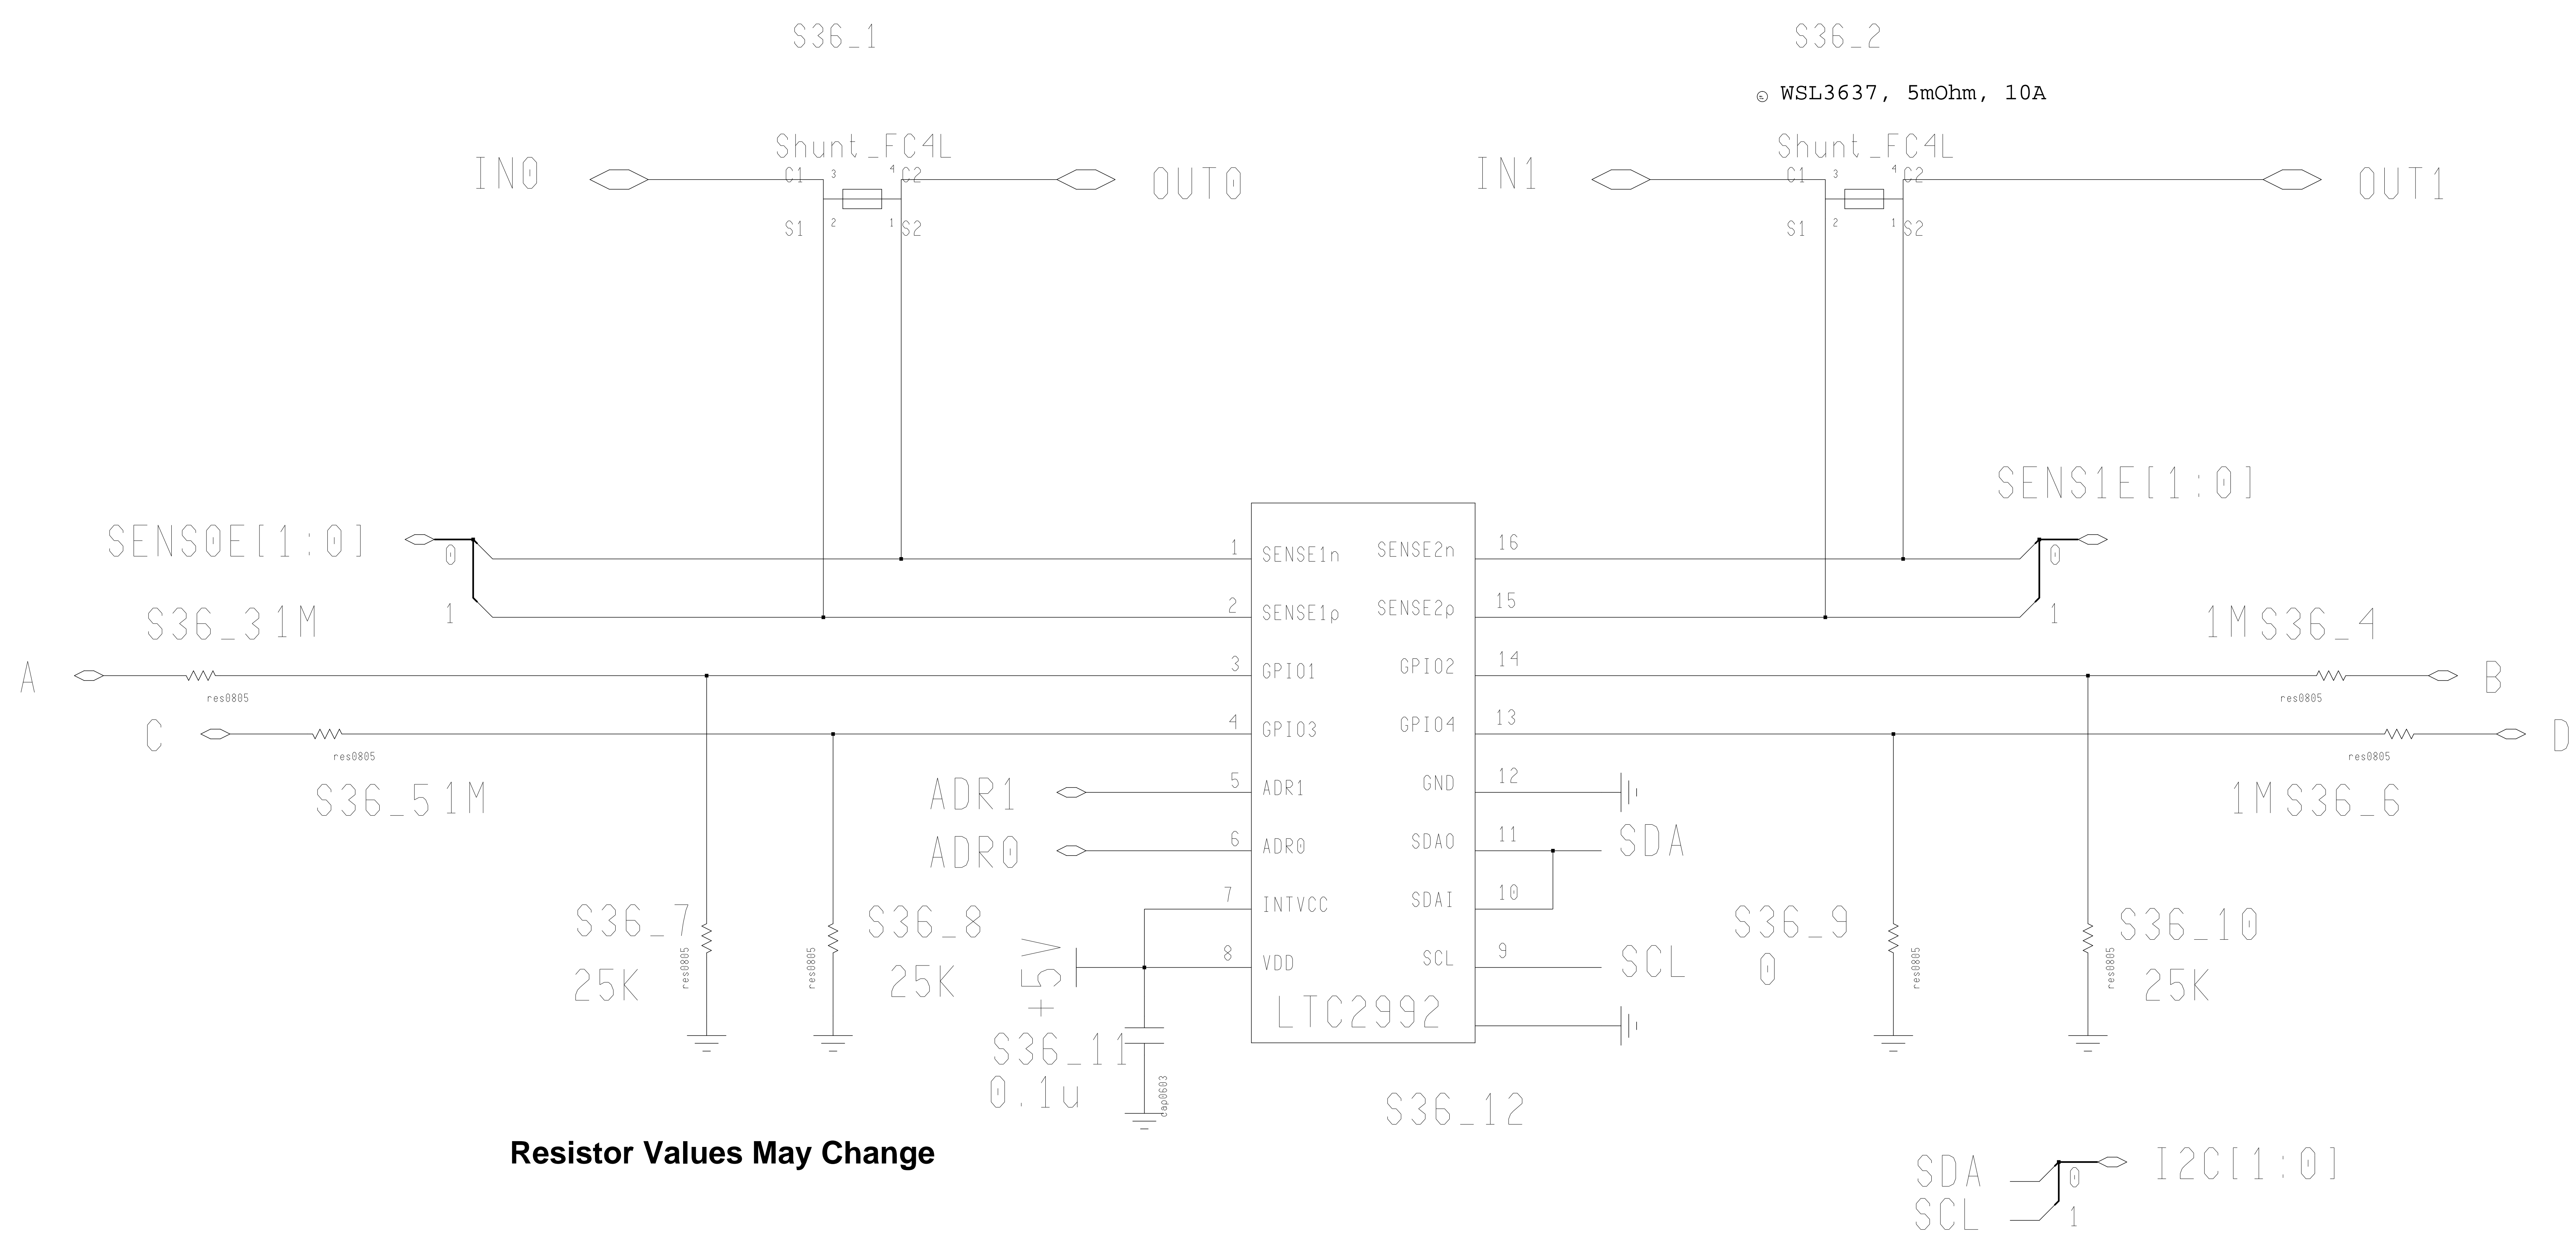 S36_1
S36_2
WSL3637, 5mOhm, 10A
Shunt_FC4L
Shunt_FC4L
IN0
C1
3
4
C2
OUT0
S1
2
1
S2
IN1
C1
3
4
C2
OUT1
S1
2
1
S2
SENS0E[1:0]
0
1
SENS1E[1:0]
0
1
1
SENSE1n
SENSE2n
16
2
SENSE1p
SENSE2p
15
S36_3
1M
1M
S36_4
A
res0805
3
GPIO1
GPIO2
14
res0805
B
C
res0805
4
GPIO3
GPIO4
13
res0805
D
S36_5
1M
1M
S36_6
ADR1
5
ADR1
GND
12
ADR0
6
ADR0
SDAO
11
SDA
7
INTVCC
SDAI
10
8
VDD
SCL
9
SCL
LTC2992
S36_12
S36_7
25K
res0805
S36_8
25K
res0805
+5V
S36_11
0.1u
cap0603
S36_9
0
res0805
S36_10
25K
res0805
Resistor Values May Change
SDA
SCL
0
1
I2C[1:0]